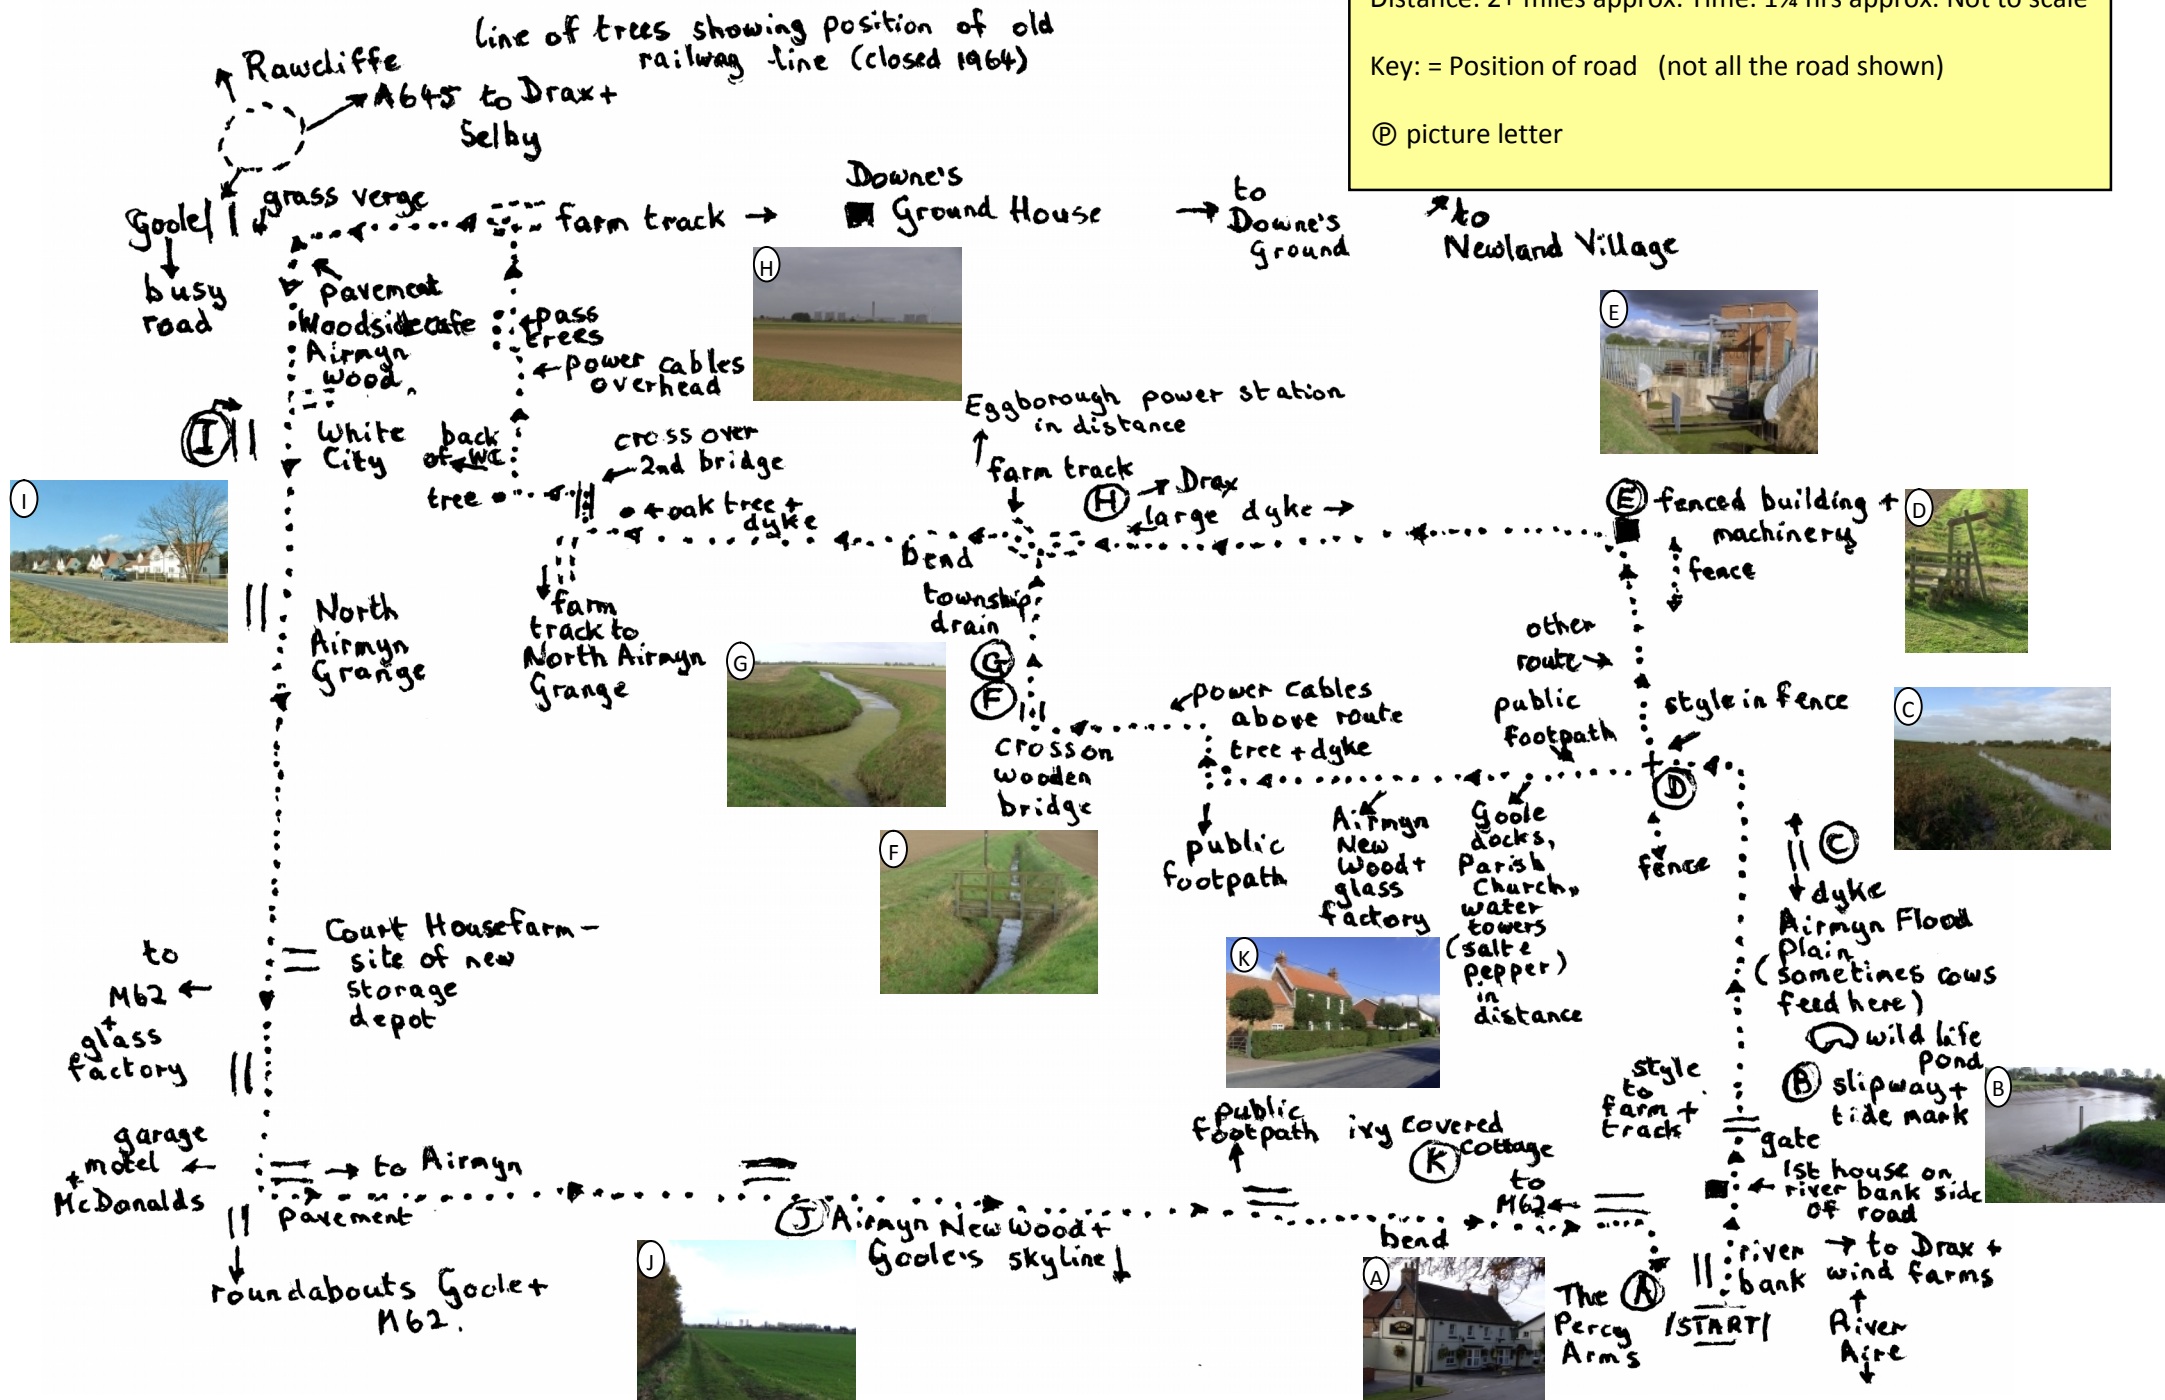 Distance: 2+ miles approx. Time: 1¼ hrs approx. Not to scale
Key: = Position of road (not all the road shown)
Ⓟ picture letter
line of trees showing position of old
railway line (closed 1964)
Rawcliffe
A645 to Drax +
Selby
Goole
grass verge
farm track
Downe's
Ground House
to
Downe's
Ground
to
Newland Village
busy
road
pavement
Woodside cafe
Airmyn
Wood
pass
trees
power cables
overhead
H
E
I
White
City
back
of WC
cross over
2nd bridge
Eggborough power station
in distance
farm track
H
Drax
large dyke
tree
oak tree +
dyke
bend
E
fenced building +
machinery
fence
D
I
North
Airmyn
Grange
farm
track to
North Airmyn
Grange
township
drain
G
F
G
other
route
public
footpath
style in fence
C
power cables
above route
tree + dyke
cross on
wooden
bridge
D
public
footpath
Airmyn
New
Wood +
glass
factory
Goole
docks,
Parish
Church,
water
towers
(salt &
pepper)
in
distance
fence
C
dyke
Airmyn Flood
Plain
(sometimes cows
feed here)
F
K
Court House farm -
site of new
storage
depot
to
M62
+
glass
factory
wild life
pond
B
slipway +
tide mark
B
style
to
farm +
track
gate
1st house on
river bank side
of road
garage
motel
+
McDonalds
to Airmyn
pavement
roundabouts Goole +
M62.
J
Airmyn New Wood +
Goole's skyline
J
public
footpath
ivy covered
cottage
K
to
M62
bend
A
The
Percy
Arms
A
START
river
bank
to Drax +
wind farms
River
Aire